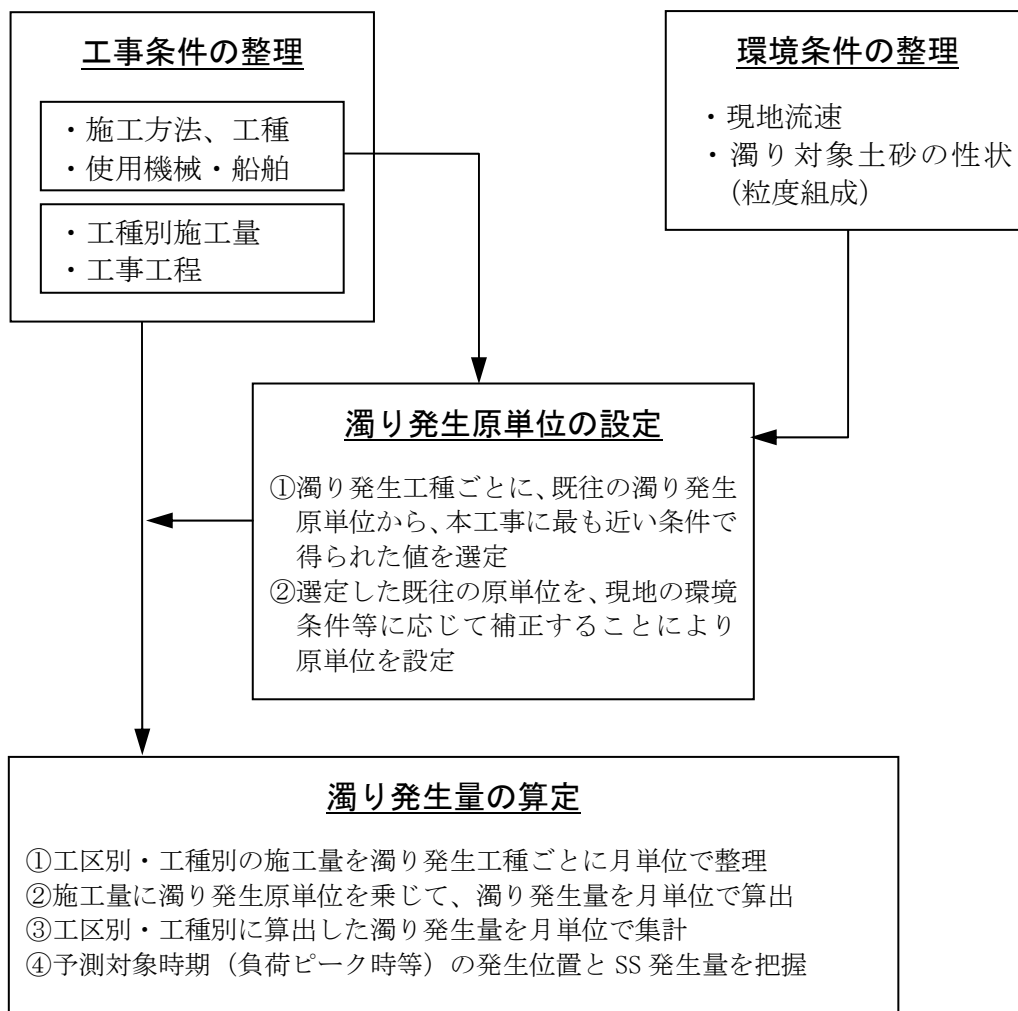 工事条件の整理
・施工方法、工種
・使用機械・船舶
・工種別施工量
・工事工程
環境条件の整理
・現地流速
・濁り対象土砂の性状
(粒度組成)
濁り発生原単位の設定
①濁り発生工種ごとに、既往の濁り発生
原単位から、本工事に最も近い条件で
得られた値を選定
②選定した既往の原単位を、現地の環境
条件等に応じて補正することにより
原単位を設定
濁り発生量の算定
①工区別・工種別の施工量を濁り発生工種ごとに月単位で整理
②施工量に濁り発生原単位を乗じて、濁り発生量を月単位で算出
③工区別・工種別に算出した濁り発生量を月単位で集計
④予測対象時期（負荷ピーク時等）の発生位置と SS 発生量を把握